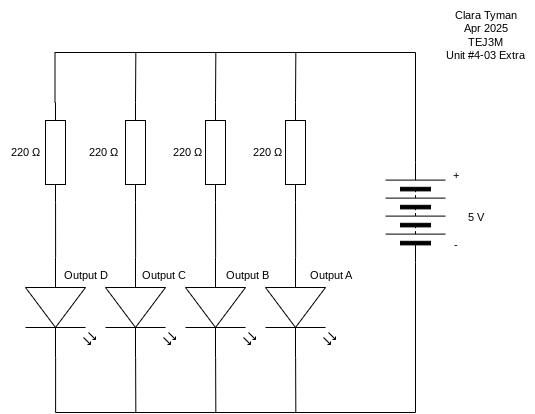 Clara Tyman
Apr 2025
TEJ3M
Unit #4-03 Extra
220 Ω 220 Ω 220 Ω 220 Ω
+
5 V
-
Output D Output C Output B Output A